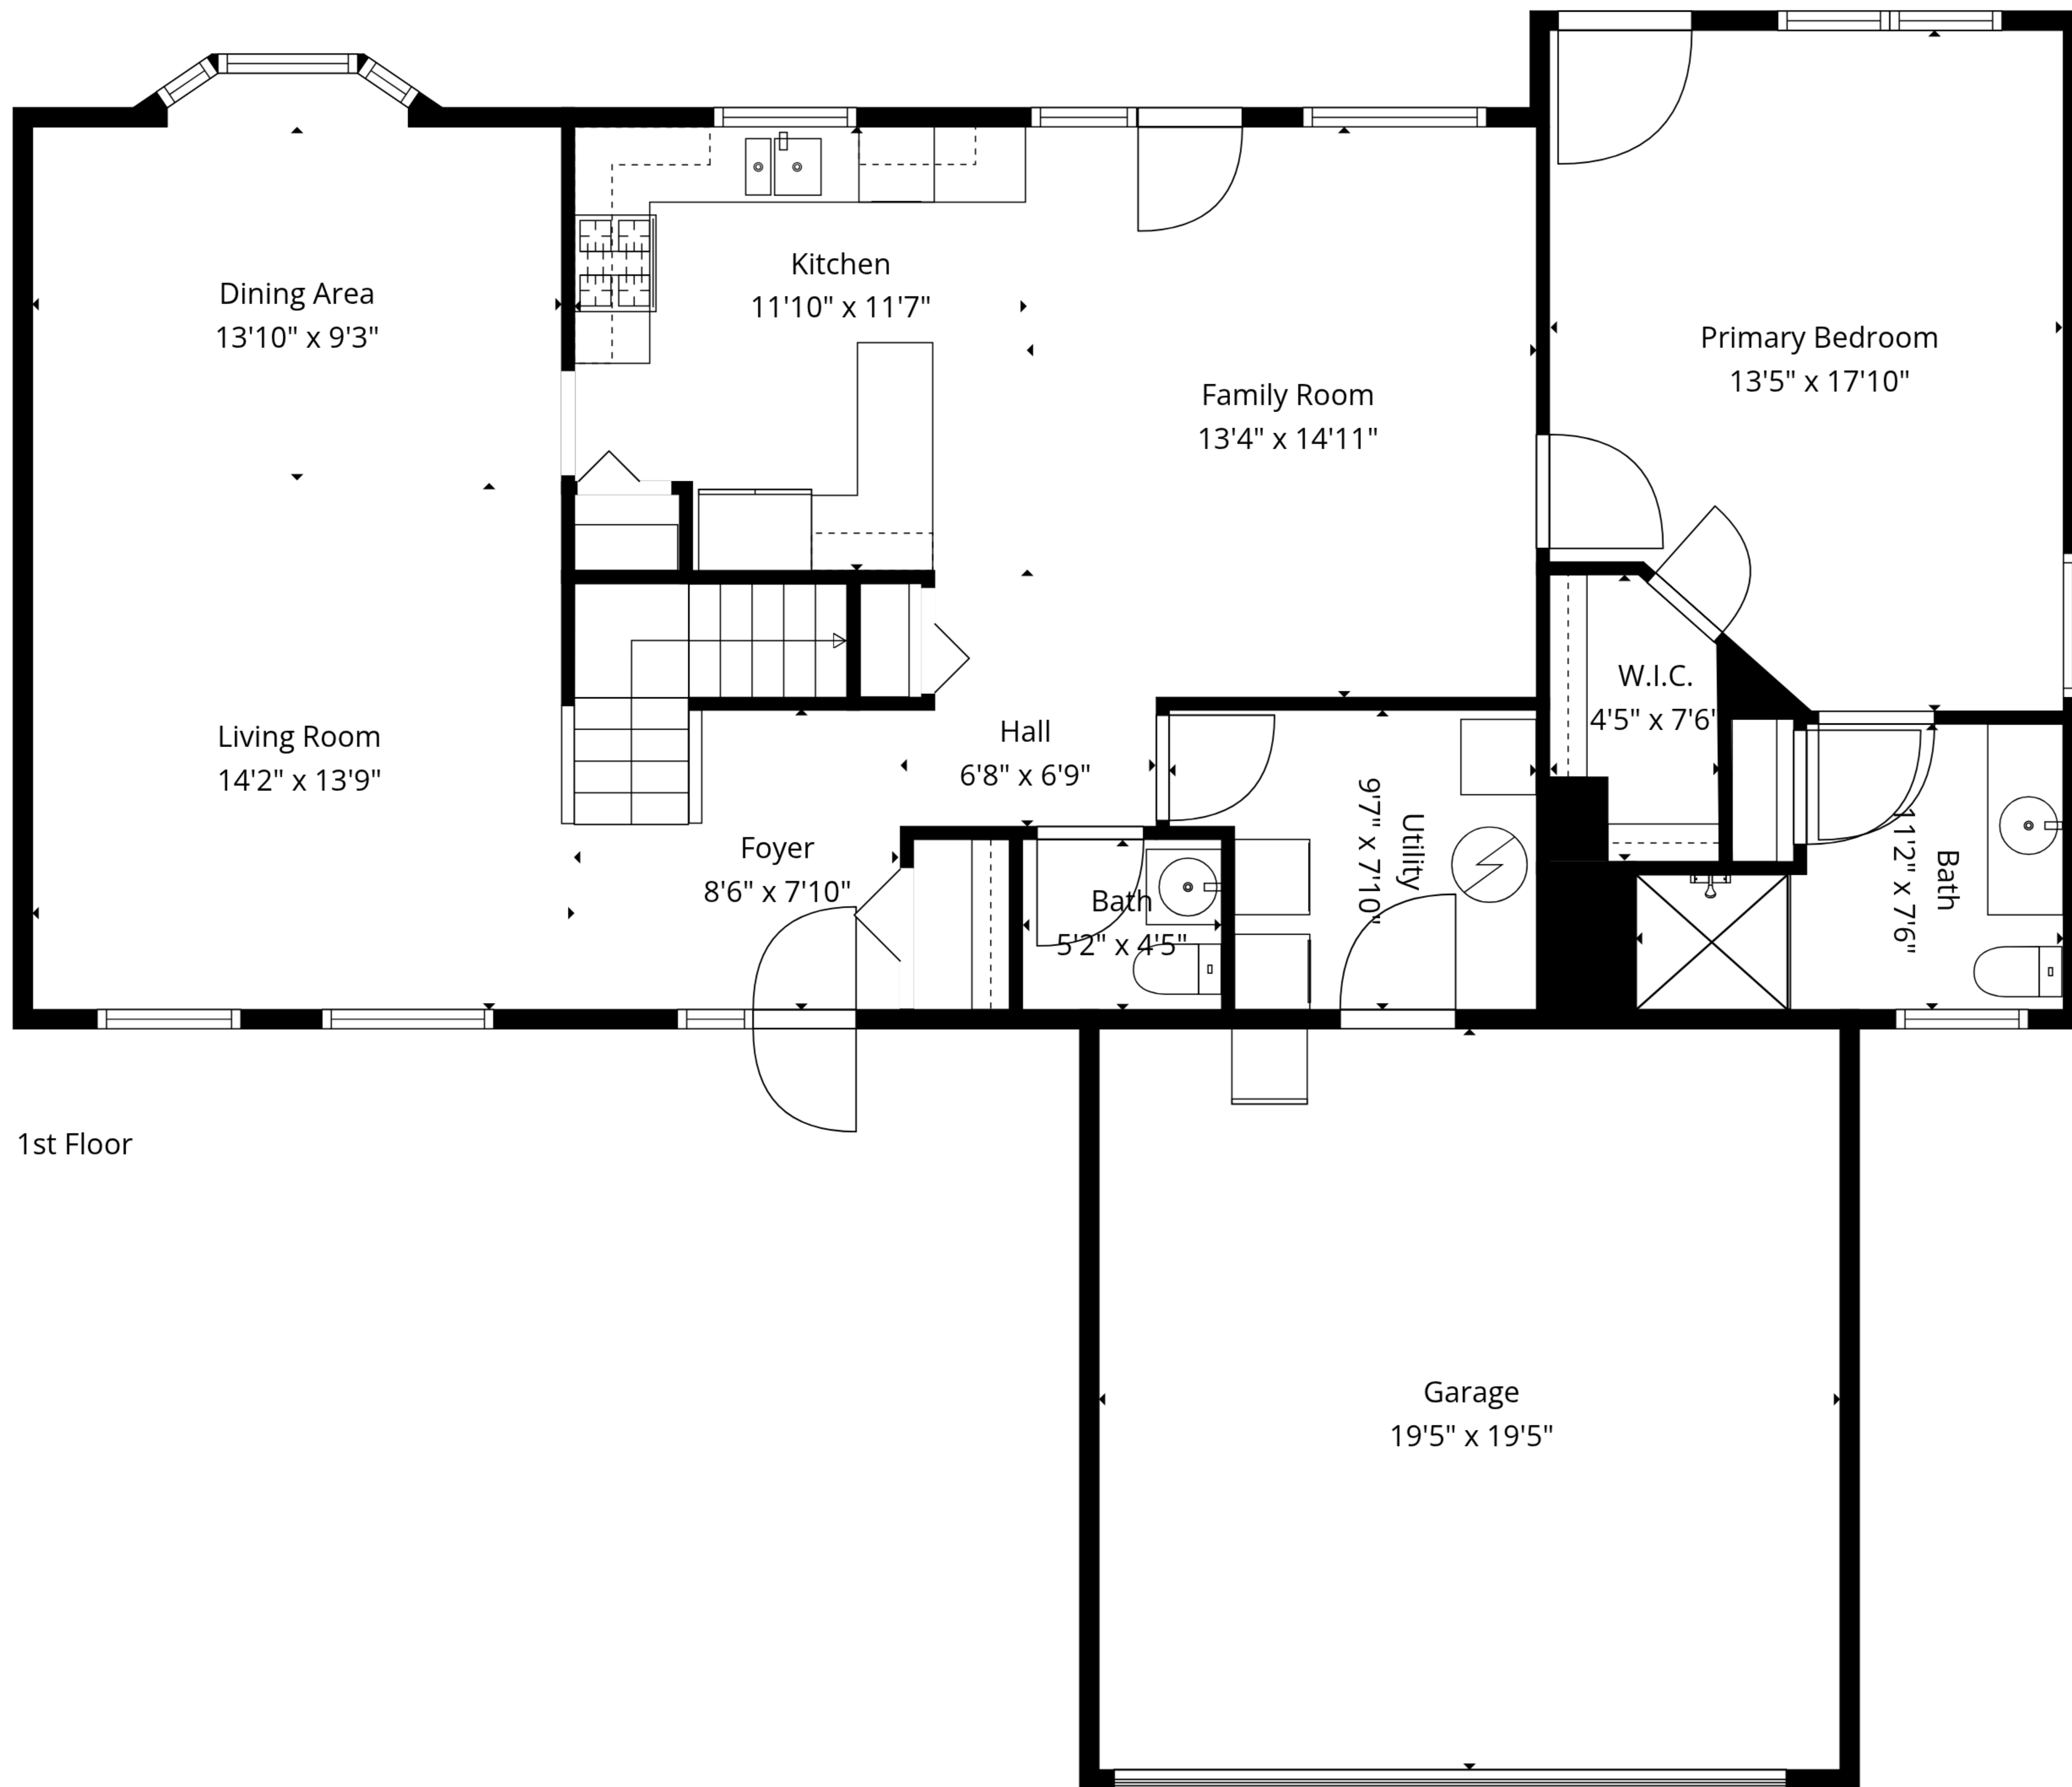 Dining Area
13'10" x 9'3"
Kitchen
11'10" x 11'7"
Family Room
13'4" x 14'11"
Primary Bedroom
13'5" x 17'10"
Living Room
14'2" x 13'9"
Foyer
8'6" x 7'10"
Hall
6'8" x 6'9"
Bath
5'2" x 4'5"
Utility
9'7" x 7'10"
W.I.C.
4'5" x 7'6"
Bath
11'2" x 7'6"
1st Floor
Garage
19'5" x 19'5"